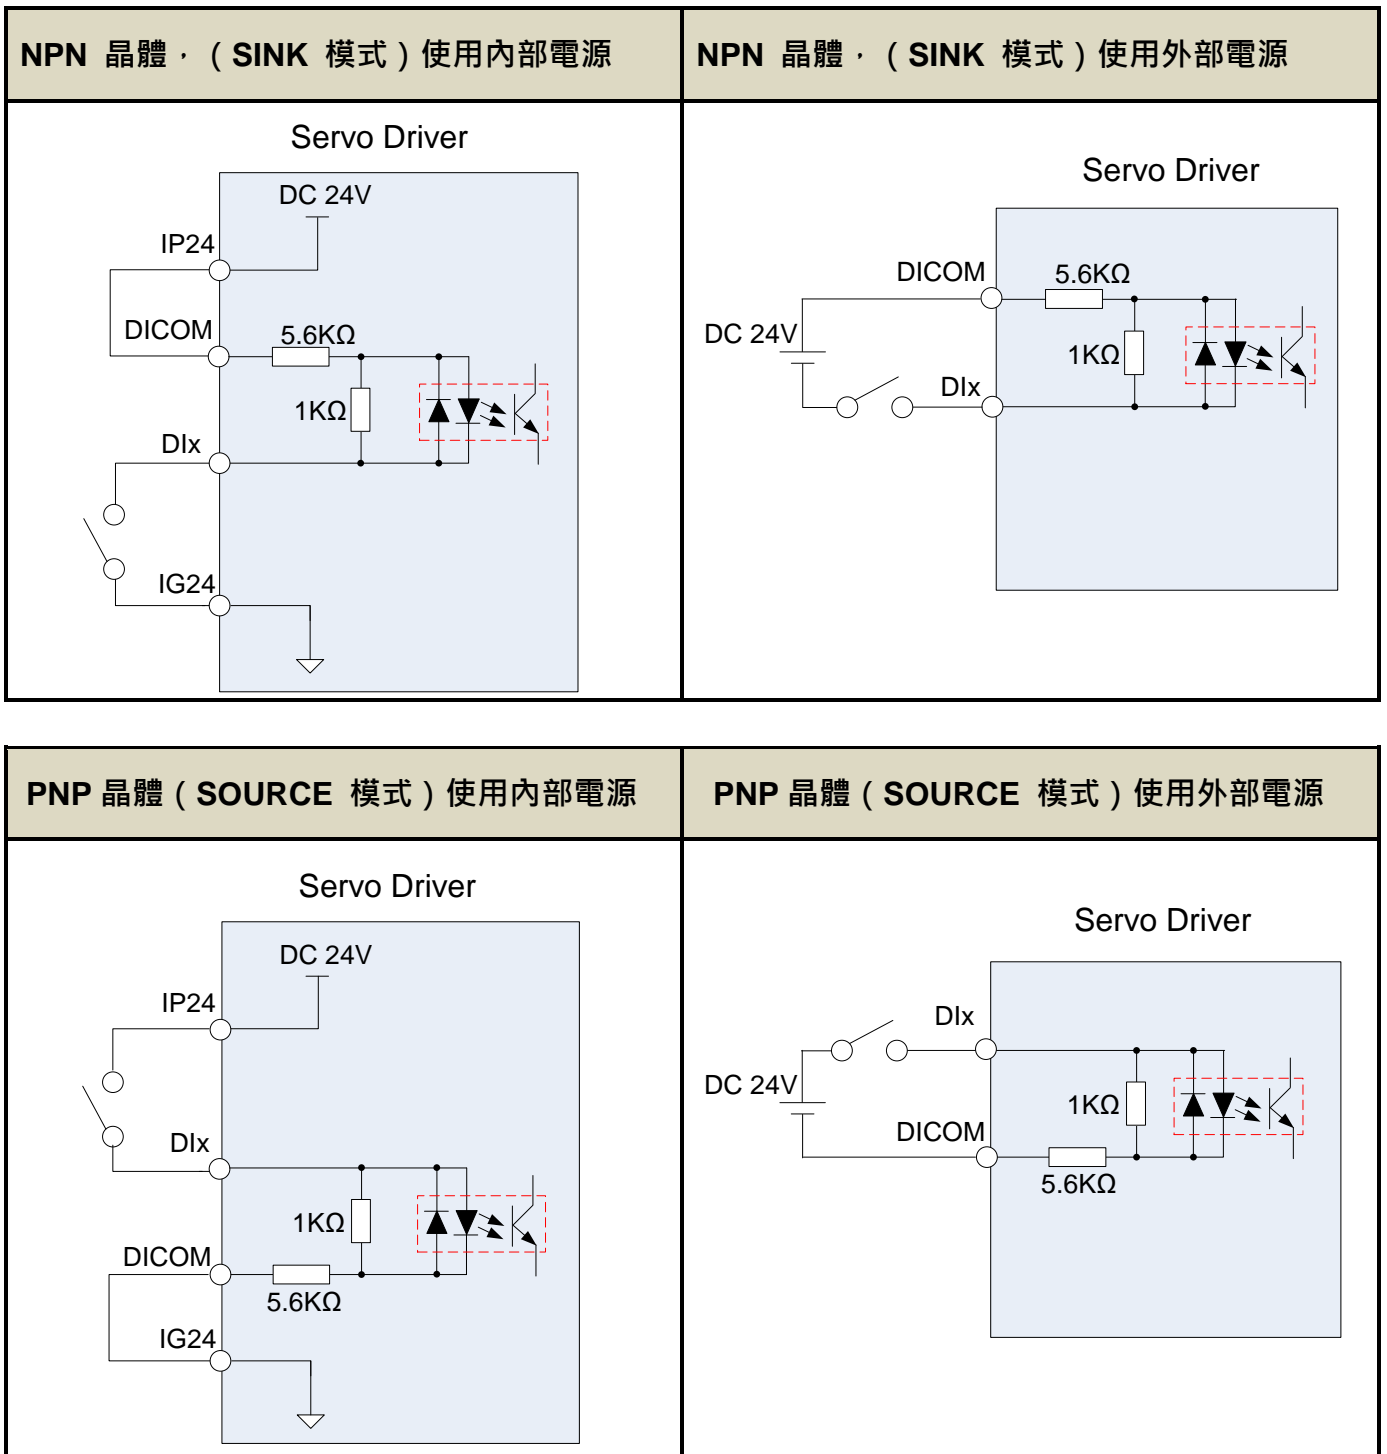 NPN 晶體，（SINK 模式）使用內部電源
NPN 晶體，（SINK 模式）使用外部電源
Servo Driver
DC 24V
IP24
DICOM
5.6KΩ
1KΩ
DIx
IG24
Servo Driver
DICOM
5.6KΩ
DC 24V
1KΩ
DIx
PNP 晶體（SOURCE 模式）使用內部電源
PNP 晶體（SOURCE 模式）使用外部電源
Servo Driver
DC 24V
IP24
DIx
1KΩ
DICOM
5.6KΩ
IG24
Servo Driver
DIx
DC 24V
1KΩ
DICOM
5.6KΩ